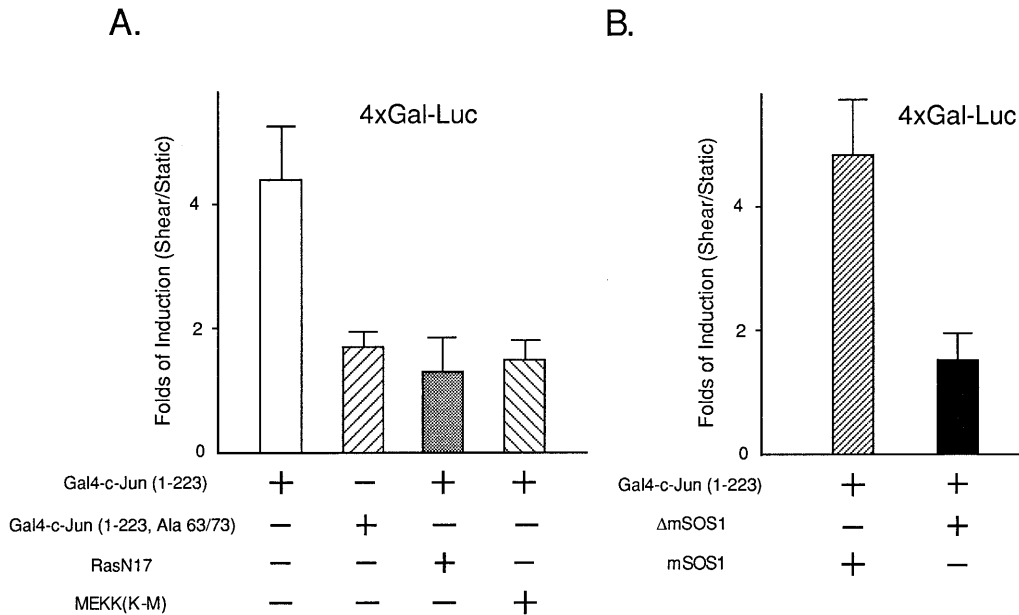 A.
4xGal-Luc
Folds of Induction (Shear/Static)
4
2
0
Gal4-c-Jun (1-223) + – + +
Gal4-c-Jun (1-223, Ala 63/73) – + – –
RasN17 – – + –
MEKK(K-M) – – – +
B.
4xGal-Luc
Folds of Induction (Shear/Static)
4
2
0
Gal4-c-Jun (1-223) + +
ΔmSOS1 – +
mSOS1 + –